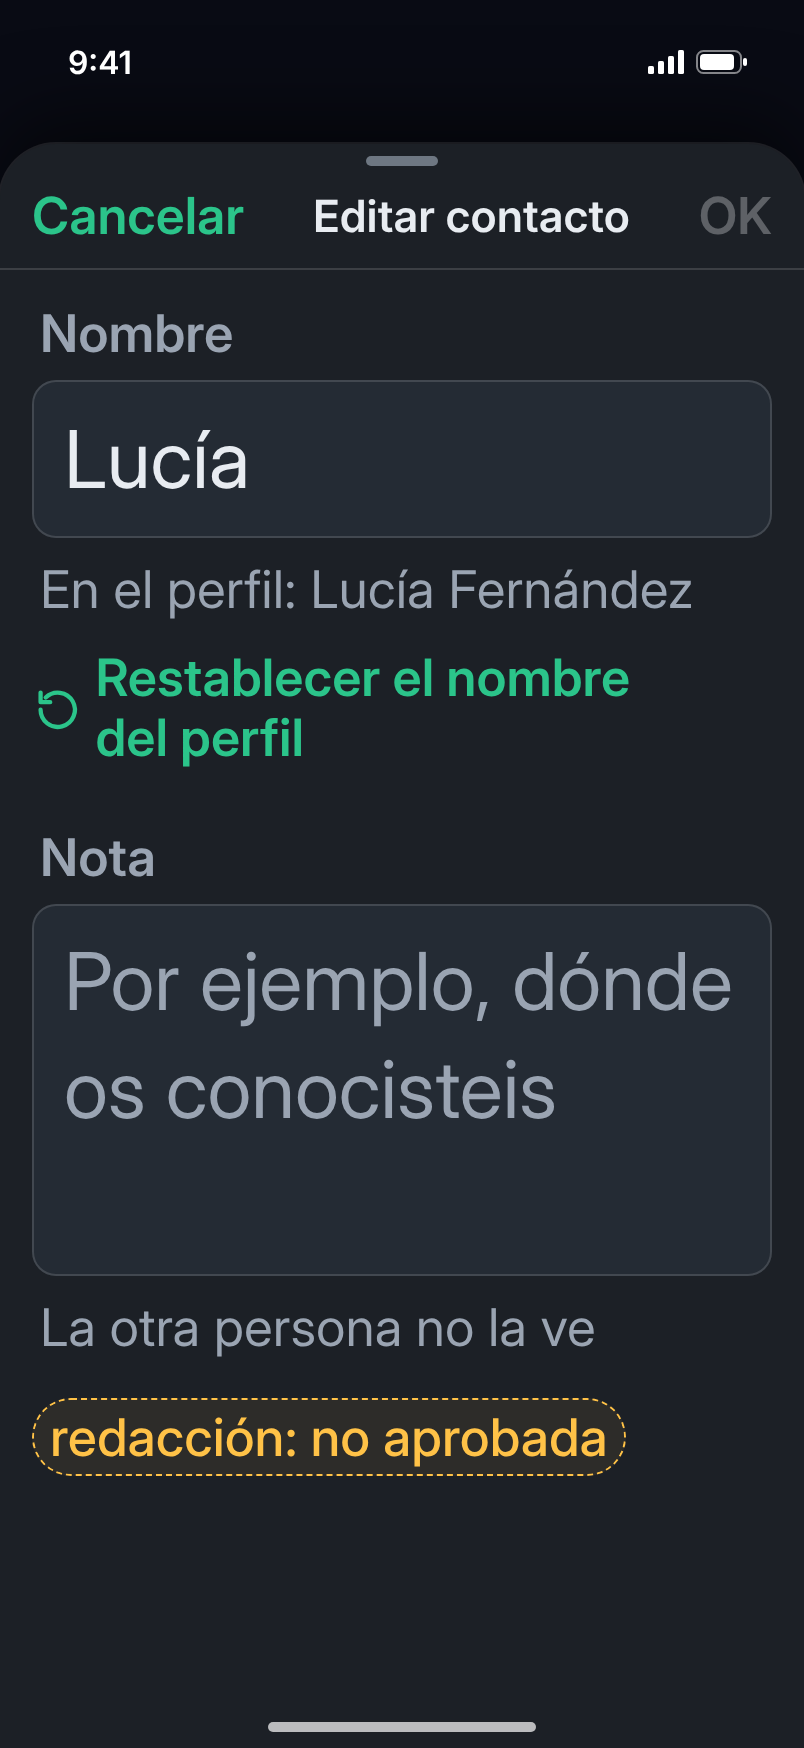 9:41
Cancelar Editar contacto OK
Nombre
Lucía
En el perfil: Lucía Fernández
Restablecer el nombre
del perfil
Nota
Por ejemplo, dónde
os conocisteis
La otra persona no la ve
redacción: no aprobada